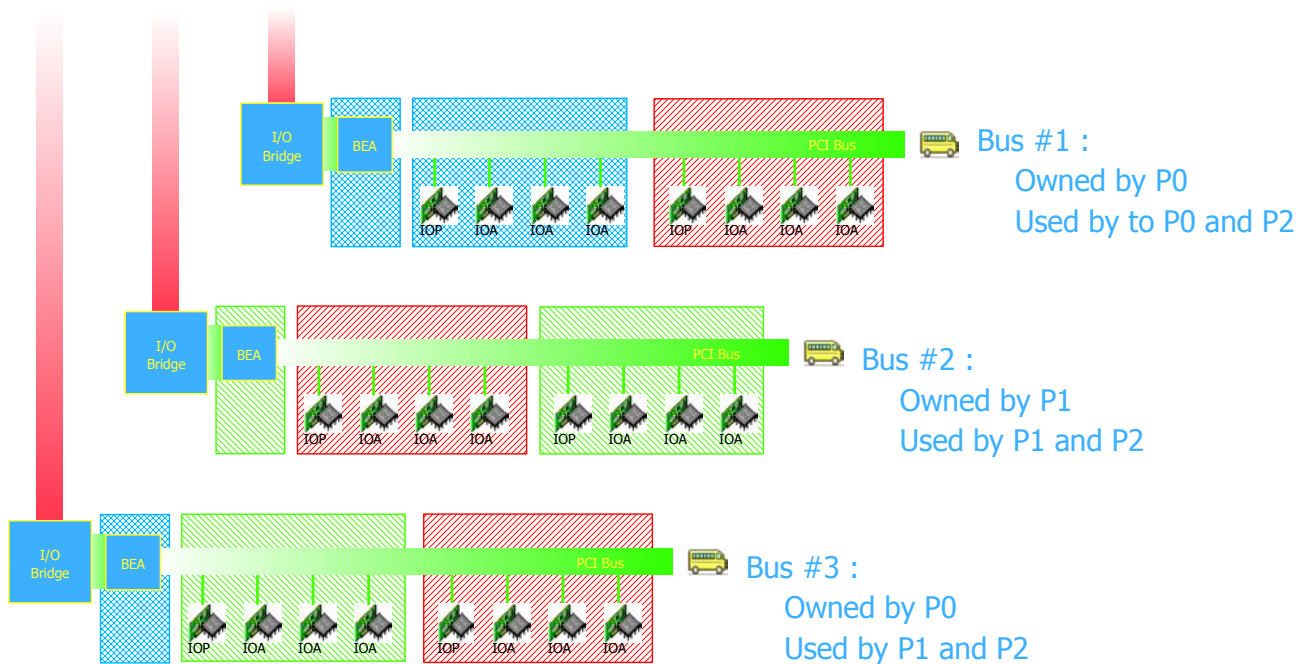 I/O
Bridge
BEA
PCI Bus
IOP IOA IOA IOA
IOP IOA IOA IOA
Bus #1 :
Owned by P0
Used by to P0 and P2
I/O
Bridge
BEA
PCI Bus
IOP IOA IOA IOA
IOP IOA IOA IOA
Bus #2 :
Owned by P1
Used by P1 and P2
I/O
Bridge
BEA
PCI Bus
IOP IOA IOA IOA
IOP IOA IOA IOA
Bus #3 :
Owned by P0
Used by P1 and P2